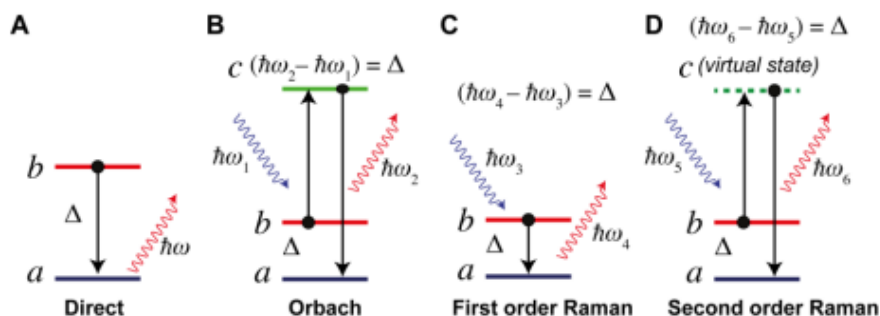 A
b
Δ
a
ħω
Direct
B
c (ħω₂– ħω₁) = Δ
ħω₁
ħω₂
b
Δ
a
Orbach
C
(ħω₄– ħω₃) = Δ
ħω₃
b
Δ
ħω₄
a
First order Raman
D
(ħω₆– ħω₅) = Δ
c (virtual state)
ħω₅
ħω₆
b
Δ
a
Second order Raman